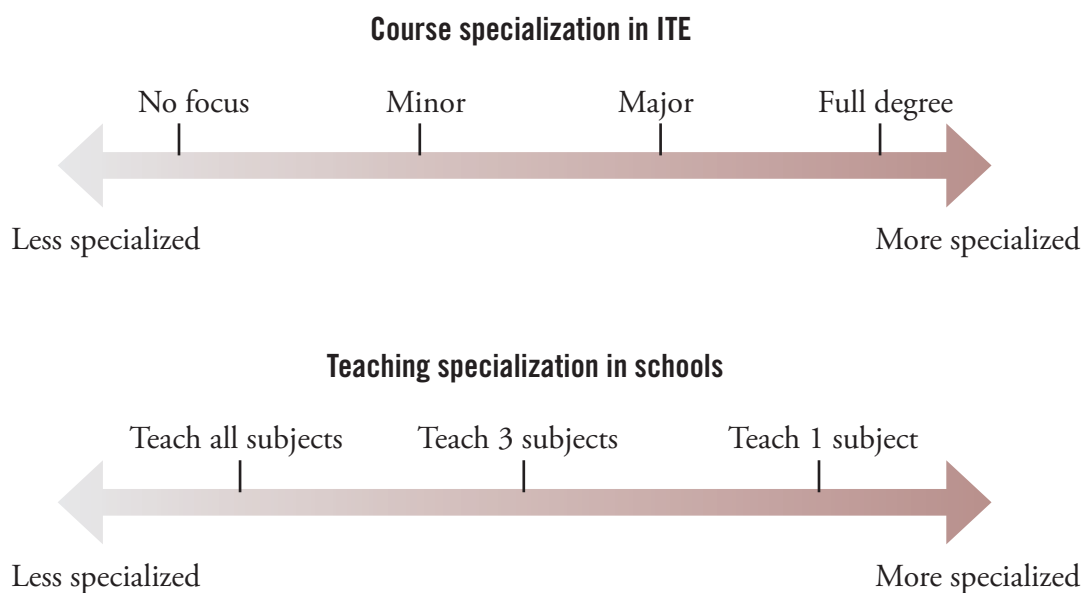 Course specialization in ITE
No focus Minor Major Full degree
Less specialized More specialized
Teaching specialization in schools
Teach all subjects Teach 3 subjects Teach 1 subject
Less specialized More specialized